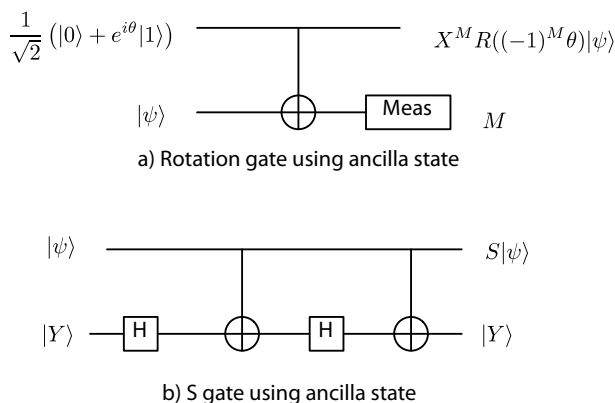 1/√2 (|0⟩ + e^{iθ}|1⟩) X^M R((-1)^M θ)|ψ⟩
|ψ⟩ Meas M
a) Rotation gate using ancilla state
|ψ⟩ S|ψ⟩
|Y⟩ H H |Y⟩
b) S gate using ancilla state